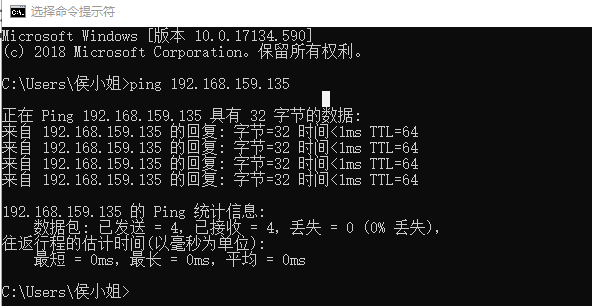 选择命令提示符
Microsoft Windows [版本 10.0.17134.590]
(c) 2018 Microsoft Corporation。保留所有权利。
C:\Users\侯小姐>ping 192.168.159.135
正在 Ping 192.168.159.135 具有 32 字节的数据:
来自 192.168.159.135 的回复: 字节=32 时间<1ms TTL=64
来自 192.168.159.135 的回复: 字节=32 时间<1ms TTL=64
来自 192.168.159.135 的回复: 字节=32 时间<1ms TTL=64
来自 192.168.159.135 的回复: 字节=32 时间<1ms TTL=64
192.168.159.135 的 Ping 统计信息:
数据包: 已发送 = 4，已接收 = 4，丢失 = 0 (0% 丢失)，
往返行程的估计时间(以毫秒为单位):
最短 = 0ms，最长 = 0ms，平均 = 0ms
C:\Users\侯小姐>